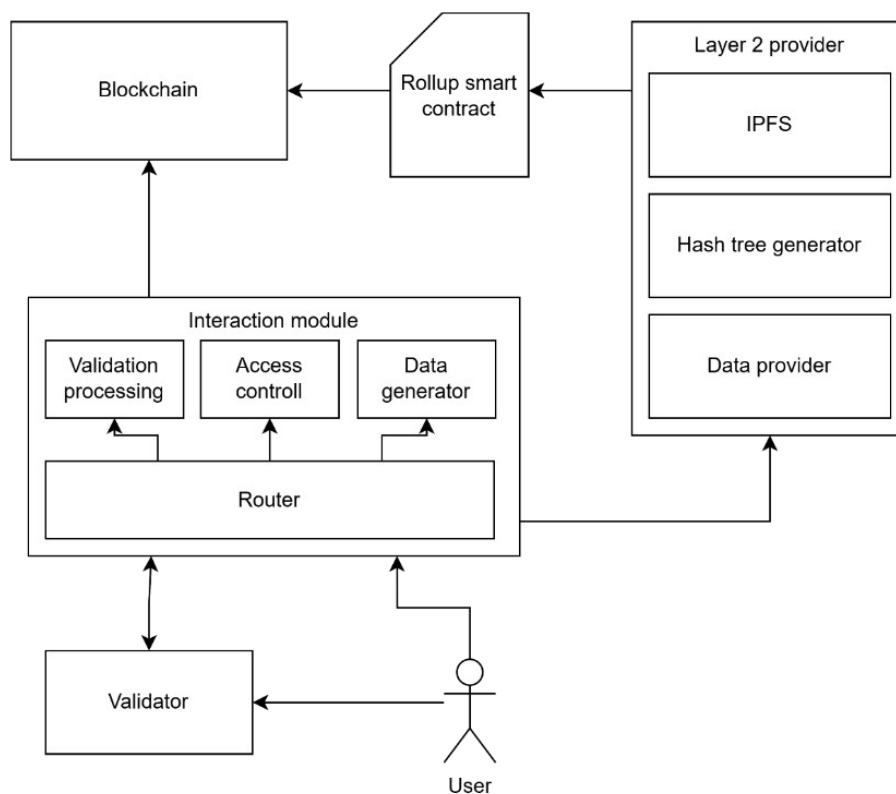 Blockchain
Rollup smart
contract
Layer 2 provider
IPFS
Hash tree generator
Data provider
Interaction module
Validation
processing
Access
controll
Data
generator
Router
Validator
User